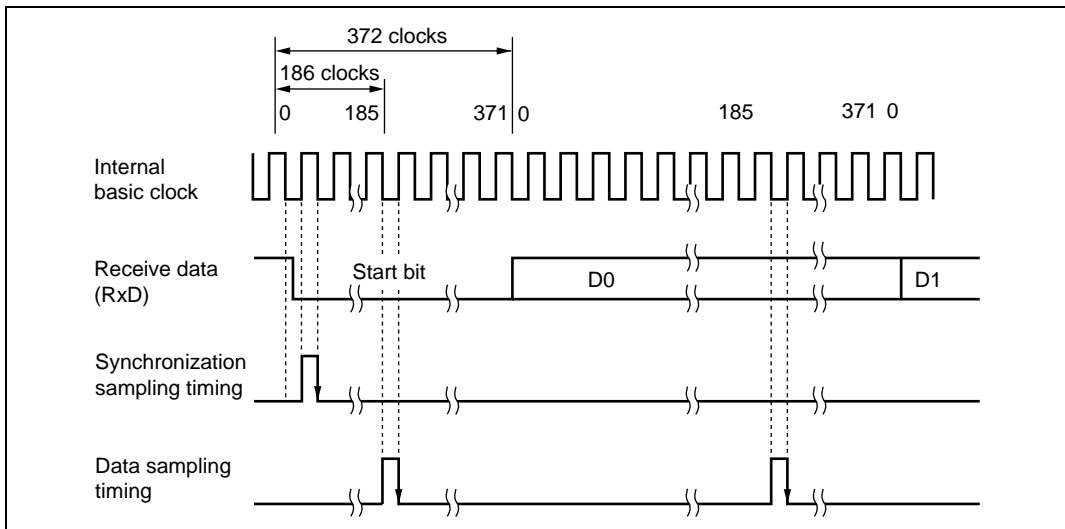 372 clocks
186 clocks
0 185 371 0 185 371 0
Internal
basic clock
Receive data
(RxD)
Start bit D0 D1
Synchronization
sampling timing
Data sampling
timing